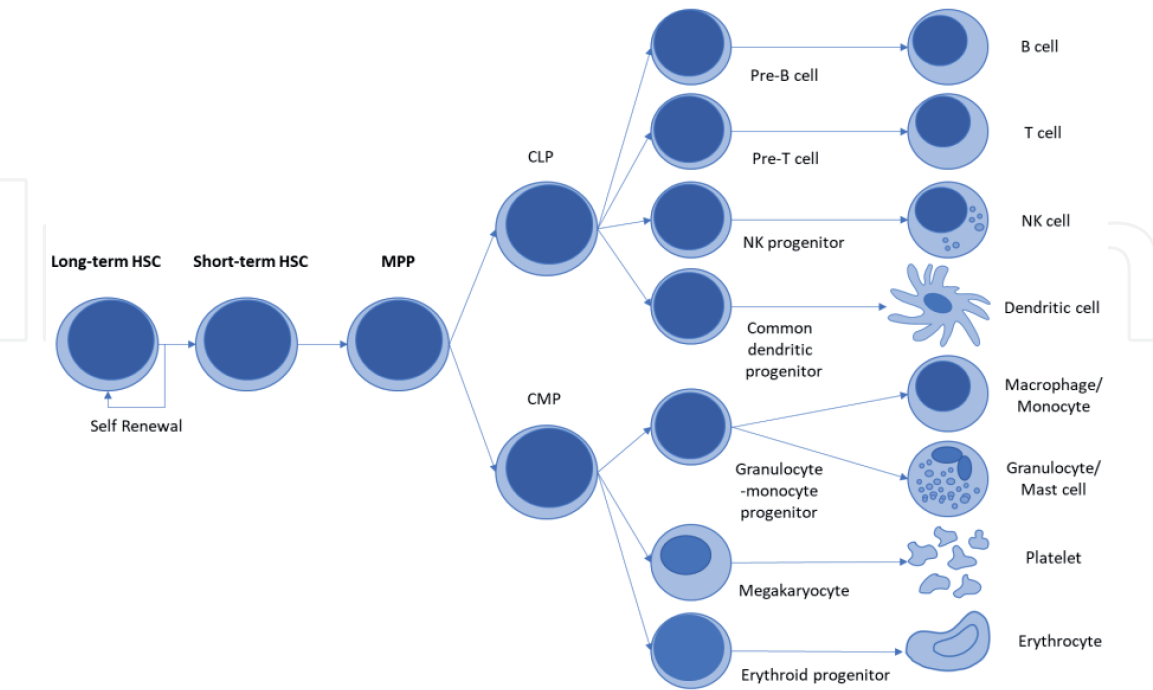 B cell
Pre-B cell
T cell
CLP
Pre-T cell
NK cell
NK progenitor
Long-term HSC
Short-term HSC
MPP
Dendritic cell
Common
dendritic
progenitor
Self Renewal
CMP
Macrophage/
Monocyte
Granulocyte
-monocyte
progenitor
Granulocyte/
Mast cell
Platelet
Megakaryocyte
Erythrocyte
Erythroid progenitor